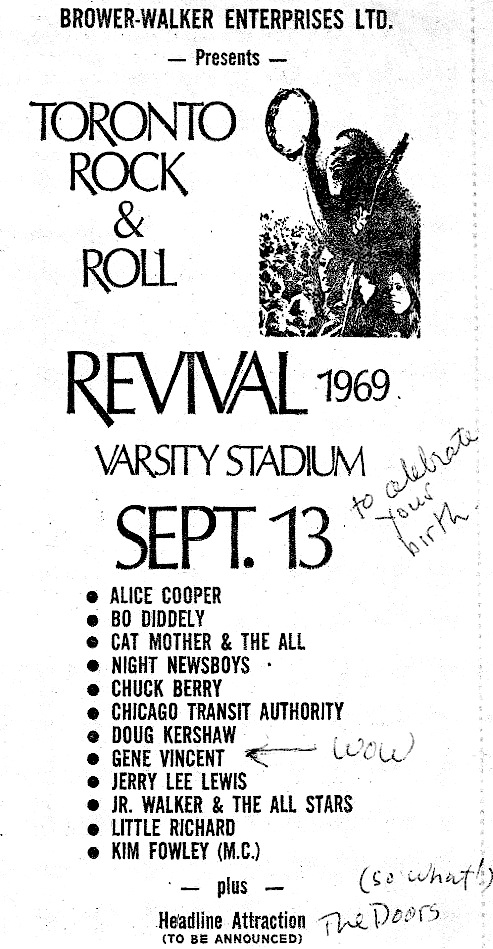 BROWER-WALKER ENTERPRISES LTD.
— Presents —
TORONTO
ROCK
&
ROLL
REVIVAL 1969.
VARSITY STADIUM
to celebrate
your
birth.
SEPT. 13
● ALICE COOPER
● BO DIDDELY
● CAT MOTHER & THE ALL
● NIGHT NEWSBOYS
● CHUCK BERRY
● CHICAGO TRANSIT AUTHORITY
● DOUG KERSHAW
● GENE VINCENT ← WOW
● JERRY LEE LEWIS
● JR. WALKER & THE ALL STARS
● LITTLE RICHARD
● KIM FOWLEY (M.C.)
— plus —
(so what!)
Headline Attraction The Doors
(TO BE ANNOUNCED)